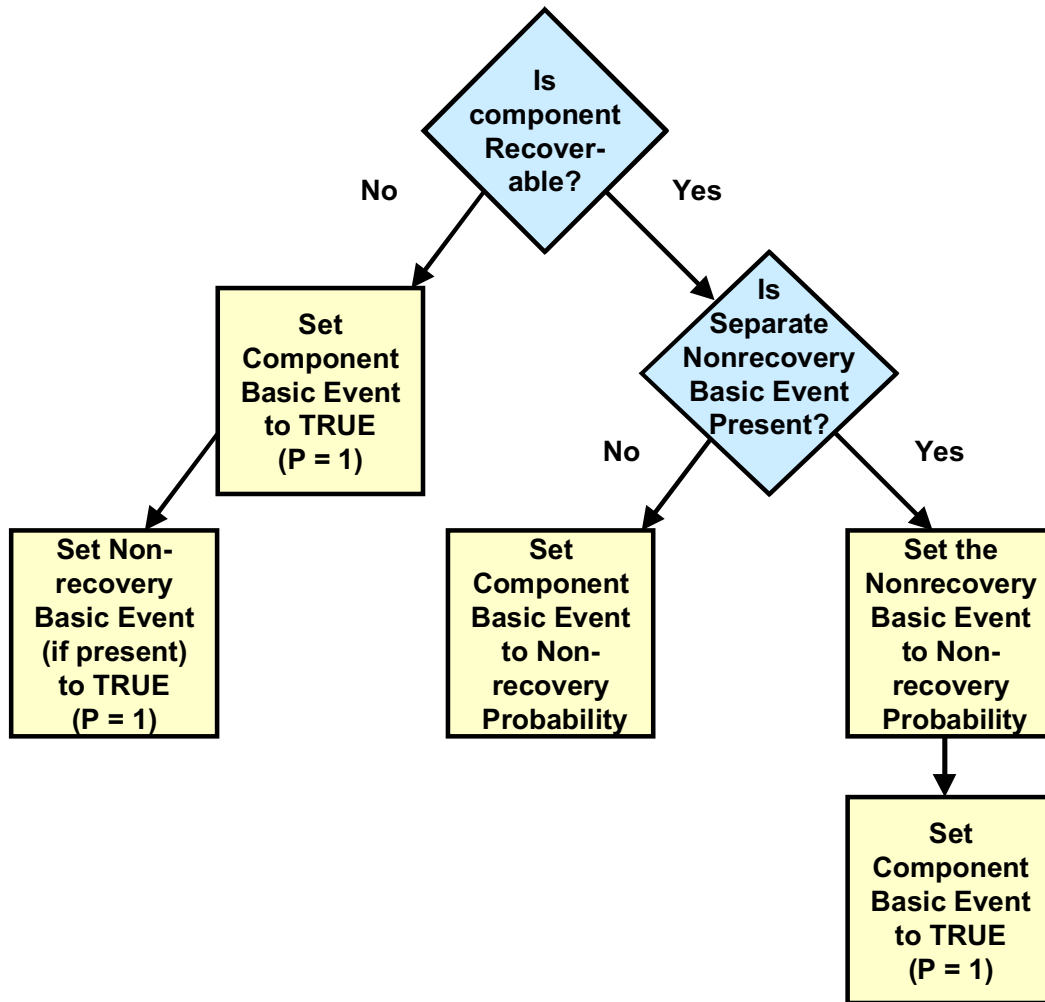 Is
component
Recover-
able?
No
Yes
Set
Component
Basic Event
to TRUE
(P = 1)
Is
Separate
Nonrecovery
Basic Event
Present?
No
Yes
Set Non-
recovery
Basic Event
(if present)
to TRUE
(P = 1)
Set
Component
Basic Event
to Non-
recovery
Probability
Set the
Nonrecovery
Basic Event
to Non-
recovery
Probability
Set
Component
Basic Event
to TRUE
(P = 1)